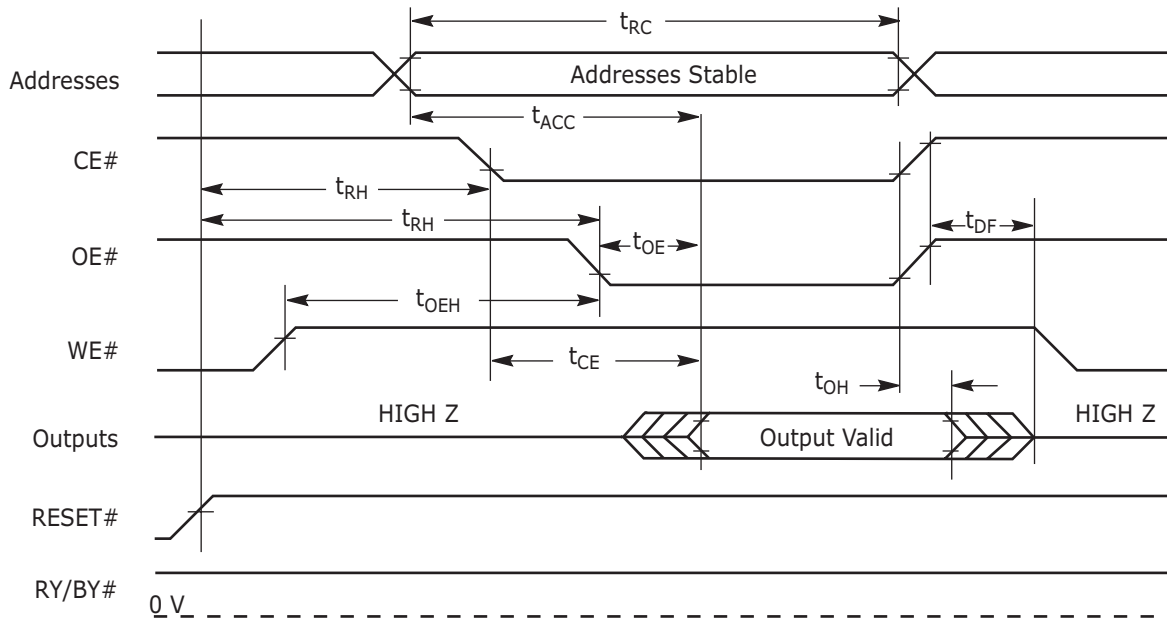 tRC
Addresses
Addresses Stable
tACC
CE#
tRH
tRH
tDF
OE#
tOE
tOEH
WE#
tCE
tOH
HIGH Z
HIGH Z
Outputs
Output Valid
RESET#
RY/BY#
0 V